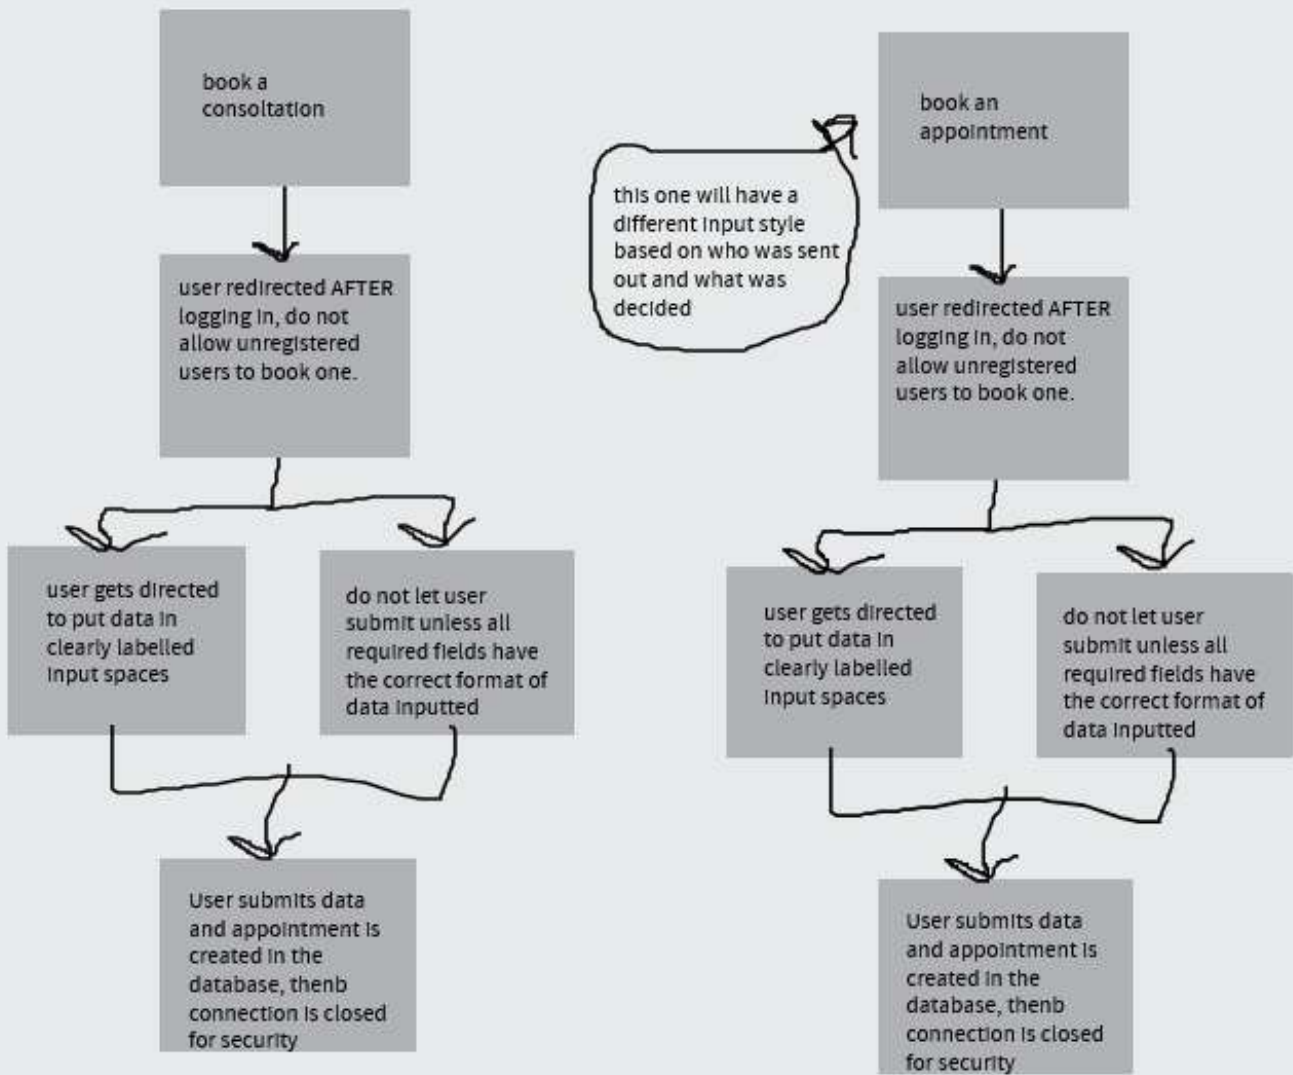 book a
consoltation
user redirected AFTER
logging in, do not
allow unregistered
users to book one.
user gets directed
to put data in
clearly labelled
input spaces
do not let user
submit unless all
required fields have
the correct format of
data inputted
User submits data
and appointment is
created in the
database, thenb
connection is closed
for security
this one will have a
different input style
based on who was sent
out and what was
decided
book an
appointment
user redirected AFTER
logging in, do not
allow unregistered
users to book one.
user gets directed
to put data in
clearly labelled
input spaces
do not let user
submit unless all
required fields have
the correct format of
data inputted
User submits data
and appointment is
created in the
database, thenb
connection is closed
for security